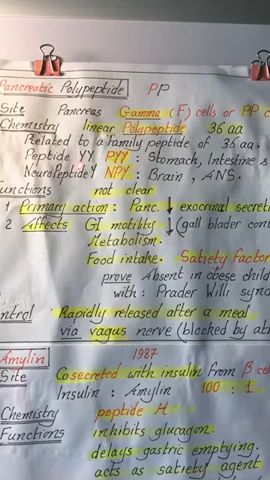 Pancreatic Polypeptide PP
Site Pancreas Gamma (F) cells or PP c
Chemistry linear Polypeptide 36 aa
Related to a family peptide of 36 aa.
Peptide YY PYY : Stomach, Intestine s
NeuroPeptide Y NPY : Brain, ANS.
unctions not clear
1 Primary action : Panc. ↓ exocrinal secreti
2 Affects GI motility ↓ (gall blader con
Metabolism.
Food intake. Satiety factor
prove Absent in obese child
with : Prader Willi synd
ntrol Rapidly released after a meal
via vagus nerve (blocked by at
Amylin 1987
Site Cosecreted with insulin from β ce
Insulin : Amylin 100 : 1
Chemistry peptide H
Functions inhibits glucagon.
delays gastric emptying.
acts as satiety agent